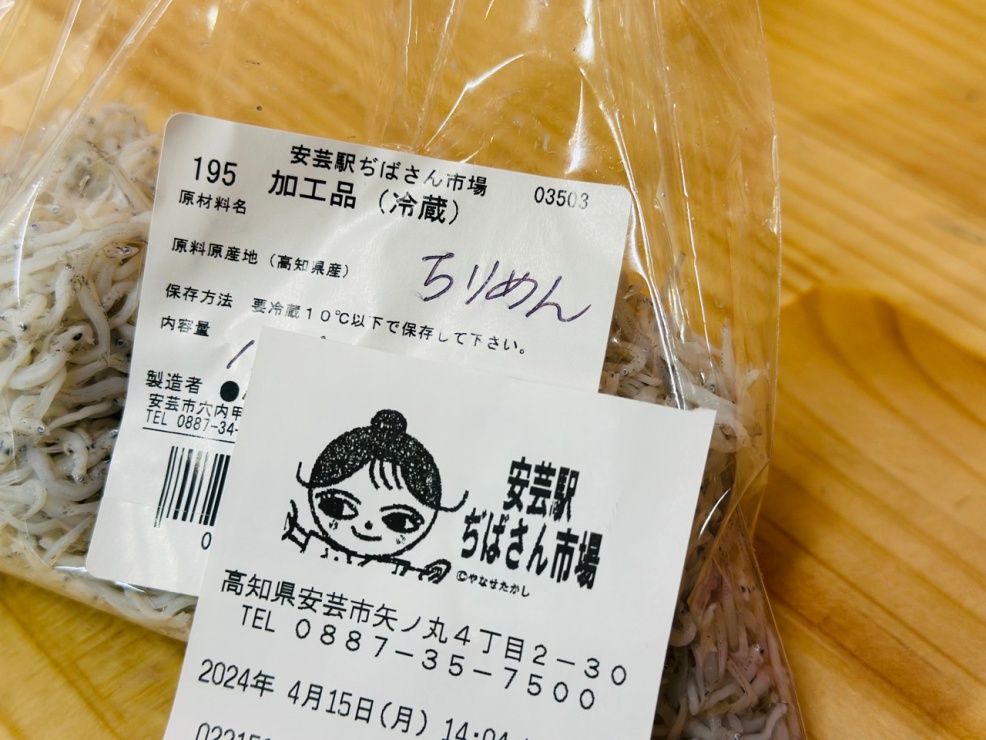 安芸駅ぢばさん市場
195 加工品（冷蔵） 03503
原材料名
原料原産地（高知県産） ちりめん
保存方法 要冷蔵１０℃以下で保存して下さい。
内容量
製造者
安芸市穴内甲
TEL 0887-34-
0
安芸駅
ぢばさん市場
©やなせたかし
高知県安芸市矢ノ丸４丁目２－３０
TEL ０８８７－３５－７５００
2024年 4月15日(月) 14:04